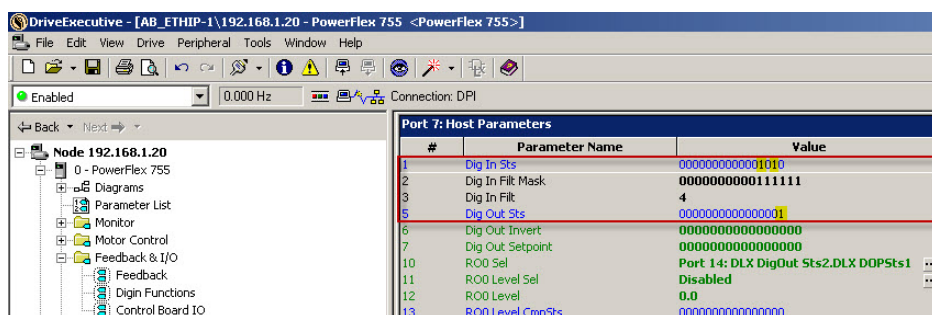 DriveExecutive - [AB_ETHIP-1\192.168.1.20 - PowerFlex 755 <PowerFlex 755>]
File Edit View Drive Peripheral Tools Window Help
Enabled 0.000 Hz Connection: DPI
Back Next
Node 192.168.1.20
0 - PowerFlex 755
Diagrams
Parameter List
Monitor
Motor Control
Feedback & I/O
Feedback
Digin Functions
Control Board IO
Port 7: Host Parameters
# Parameter Name Value
1 Dig In Sts 0000000000001010
2 Dig In Filt Mask 0000000000111111
3 Dig In Filt 4
5 Dig Out Sts 0000000000000001
6 Dig Out Invert 0000000000000000
7 Dig Out Setpoint 0000000000000000
10 RO0 Sel Port 14: DLX DigOut Sts2.DLX DOPSts1 ...
11 RO0 Level Sel Disabled ...
12 RO0 Level 0.0
13 RO0 Level CmpSts 0000000000000000